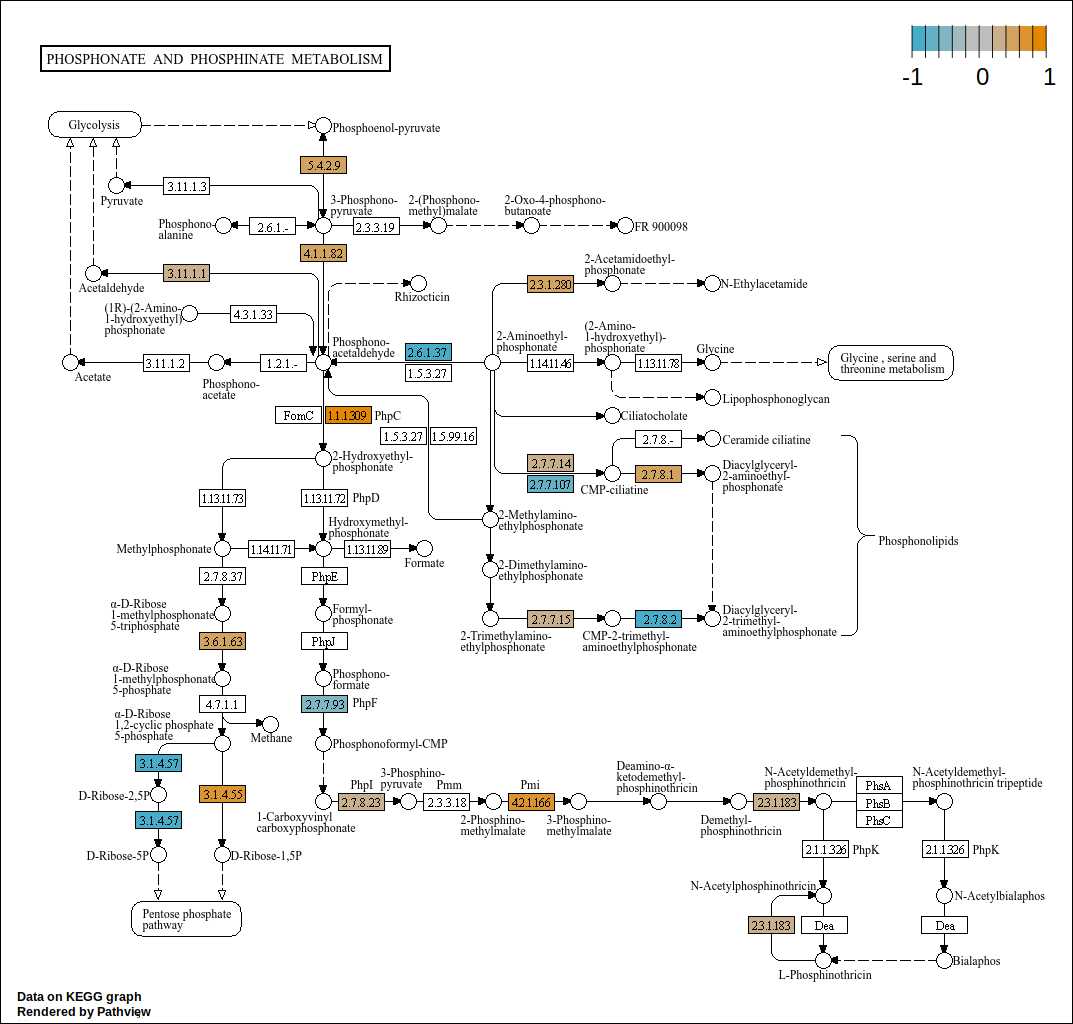 PHOSPHONATE AND PHOSPHINATE METABOLISM
-1 0 1
Glycolysis
Phosphoenol-pyruvate
5.4.2.9
3.11.1.3
Pyruvate
3-Phosphono-
pyruvate
2-(Phosphono-
methyl)malate
2-Oxo-4-phosphono-
butanoate
Phosphono
alanine
2.6.1.-
2.3.3.19
FR 900098
4.1.1.82
3.11.1.1
Acetaldehyde
Rhizocticin
2-Acetamidoethyl-
phosphonate
2.3.1.280
N-Ethylacetamide
(1R)-(2-Amino-
1-hydroxyethyl)
phosphonate
4.3.1.33
Phosphono-
acetaldehyde
2.6.1.37
1.5.3.27
2-Aminoethyl-
phosphonate
(2-Amino-
1-hydroxyethyl)-
phosphonate
1.14.11.46
1.13.11.78
Glycine
Glycine , serine and
threonine metabolism
3.11.1.2
1.2.1.-
Acetate
Phosphono-
acetate
Lipophosphonoglycan
Ciliatocholate
FomC
1.1.1.309
PhpC
1.5.3.27
1.5.99.16
2.7.8.-
Ceramide ciliatine
2-Hydroxyethyl-
phosphonate
2.7.7.14
2.7.7.107
CMP-ciliatine
2.7.8.1
Diacylglyceryl-
2-aminoethyl-
phosphonate
1.13.11.73
1.13.11.72
PhpD
2-Methylamino-
ethylphosphonate
Hydroxymethyl-
phosphonate
Phosphonolipids
Methylphosphonate
1.14.11.71
1.13.11.89
Formate
2-Dimethylamino-
ethylphosphonate
2.7.8.37
PhpE
α-D-Ribose
1-methylphosphonate
5-triphosphate
Formyl-
phosphonate
2.7.7.15
2.7.8.2
Diacylglyceryl-
2-trimethyl-
aminoethylphosphonate
2-Trimethylamino-
ethylphosphonate
CMP-2-trimethyl-
aminoethylphosphonate
3.6.1.63
PhpJ
α-D-Ribose
1-methylphosphonate
5-phosphate
Phosphono-
formate
4.7.1.1
2.7.7.93
PhpF
α-D-Ribose
1,2-cyclic phosphate
5-phosphate
Methane
Phosphonoformyl-CMP
3.1.4.57
D-Ribose-2,5P
3.1.4.55
3.1.4.57
D-Ribose-5P
D-Ribose-1,5P
Pentose phosphate
pathway
PhpI
2.7.8.23
3-Phosphino-
pyruvate
Pmm
2.3.3.18
Pmi
4.2.1.166
1-Carboxyvinyl
carboxyphosphonate
2-Phosphino-
methylmalate
3-Phosphino-
methylmalate
Deamino-α-
ketodemethyl-
phosphinothricin
Demethyl-
phosphinothricin
2.3.1.183
N-Acetyldemethyl-
phosphinothricin
PhsA
PhsB
PhsC
N-Acetyldemethyl-
phosphinothricin tripeptide
2.1.1.326
PhpK
2.1.1.326
PhpK
N-Acetylphosphinothricin
N-Acetylbialaphos
2.3.1.183
Dea
Dea
L-Phosphinothricin
Bialaphos
Data on KEGG graph
Rendered by Pathview